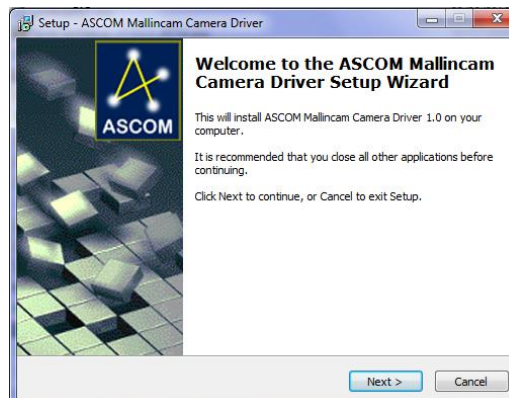 Setup - ASCOM Mallincam Camera Driver
ASCOM
Welcome to the ASCOM Mallincam
Camera Driver Setup Wizard
This will install ASCOM Mallincam Camera Driver 1.0 on your
computer.
It is recommended that you close all other applications before
continuing.
Click Next to continue, or Cancel to exit Setup.
Next >
Cancel